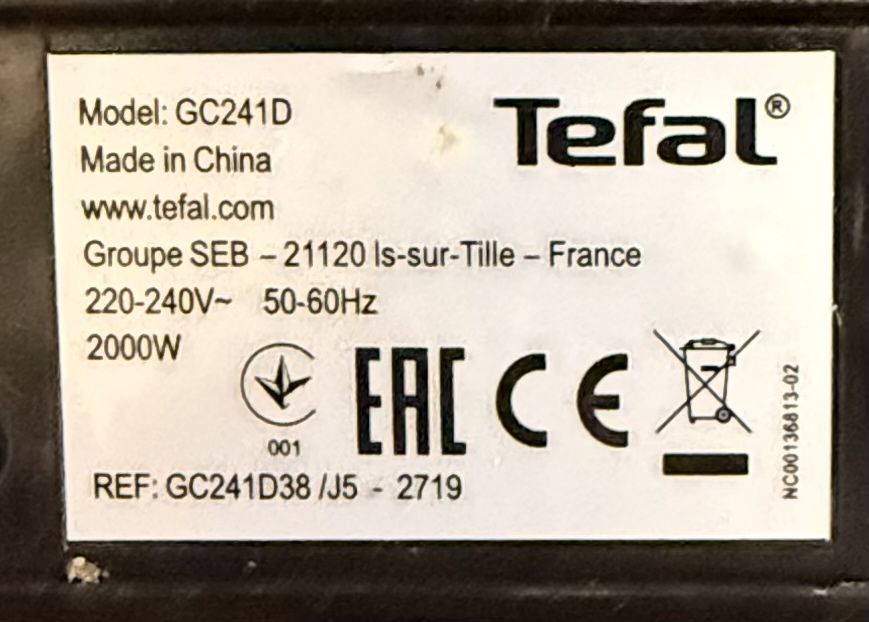 Tefal®
Model: GC241D
Made in China
www.tefal.com
Groupe SEB – 21120 Is-sur-Tille – France
220-240V~ 50-60Hz
2000W
001
EAC CE
REF: GC241D38 /J5 - 2719
NC00136813-02